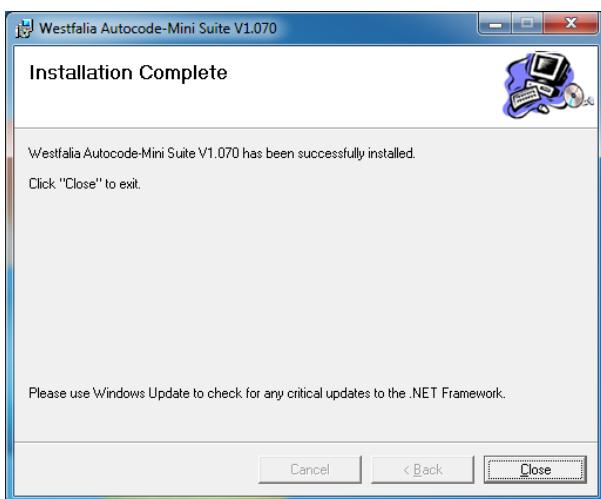 Westfalia Autocode-Mini Suite V1.070
Installation Complete
Westfalia Autocode-Mini Suite V1.070 has been successfully installed.
Click "Close" to exit.
Please use Windows Update to check for any critical updates to the .NET Framework.
Cancel
< Back
Close